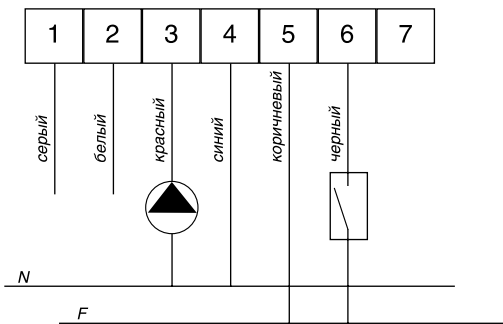 1 2 3 4 5 6 7
серый
белый
красный
синий
коричневый
черный
N
F